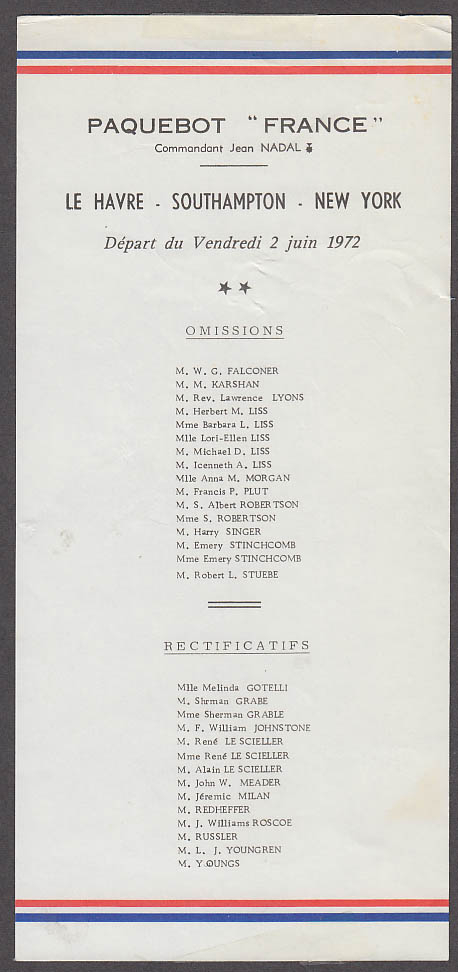 PAQUEBOT "FRANCE"
Commandant Jean NADAL
LE HAVRE - SOUTHAMPTON - NEW YORK
Départ du Vendredi 2 juin 1972
OMISSIONS
M. W. G. FALCONER
M. M. KARSHAN
M. Rev. Lawrence LYONS
M. Herbert M. LISS
Mme Barbara L. LISS
Mlle Lori-Ellen LISS
M. Michael D. LISS
M. Icenneth A. LISS
Mlle Anna M. MORGAN
M. Francis P. PLUT
M. S. Albert ROBERTSON
Mme S. ROBERTSON
M. Harry SINGER
M. Emery STINCHCOMB
Mme Emery STINCHCOMB
M. Robert L. STUEBE
RECTIFICATIFS
Mlle Melinda GOTELLI
M. Shrman GRABE
Mme Sherman GRABLE
M. F. William JOHNSTONE
M. René LE SCIELLER
Mme René LE SCIELLER
M. Alain LE SCIELLER
M. John W. MEADER
M. Jéremic MILAN
M. REDHEFFER
M. J. Williams ROSCOE
M. RUSSLER
M. L. J. YOUNGREN
M. YOUNGS